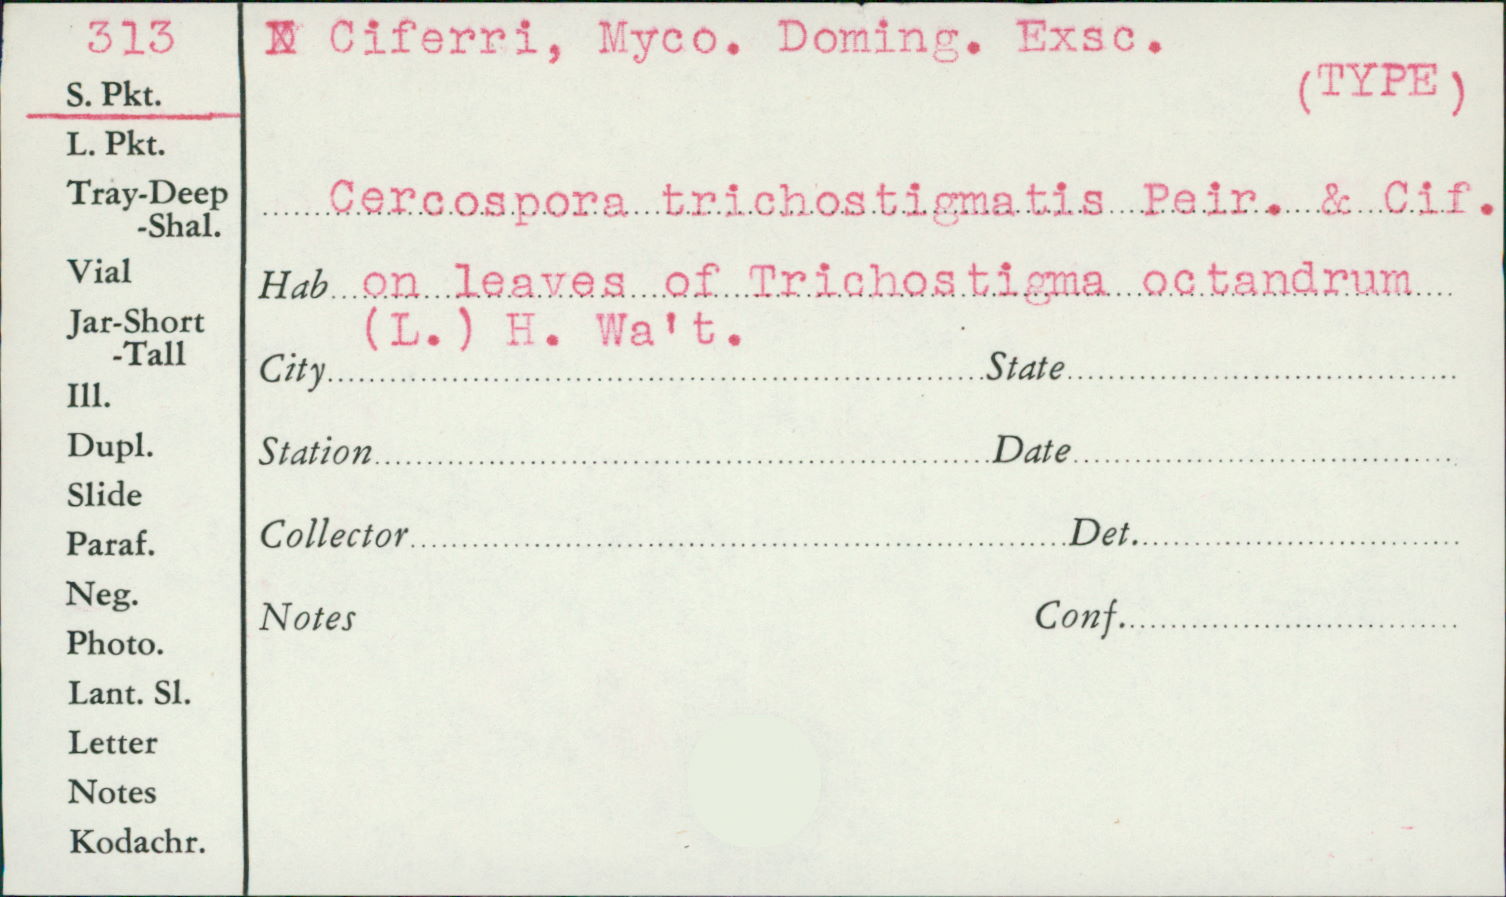 313
Ciferri, Myco. Doming. Exsc.
(TYPE)
S. Pkt.
L. Pkt.
Tray-Deep
-Shal.
Vial
Jar-Short
-Tall
Ill.
Dupl.
Slide
Paraf.
Neg.
Photo.
Lant. Sl.
Letter
Notes
Kodachr.
Cercospora trichostigmatis Peir. & Cif.
Hab on leaves of Trichostigma octandrum
(L.) H. Wa't.
City State
Station Date
Collector Det.
Notes Conf.